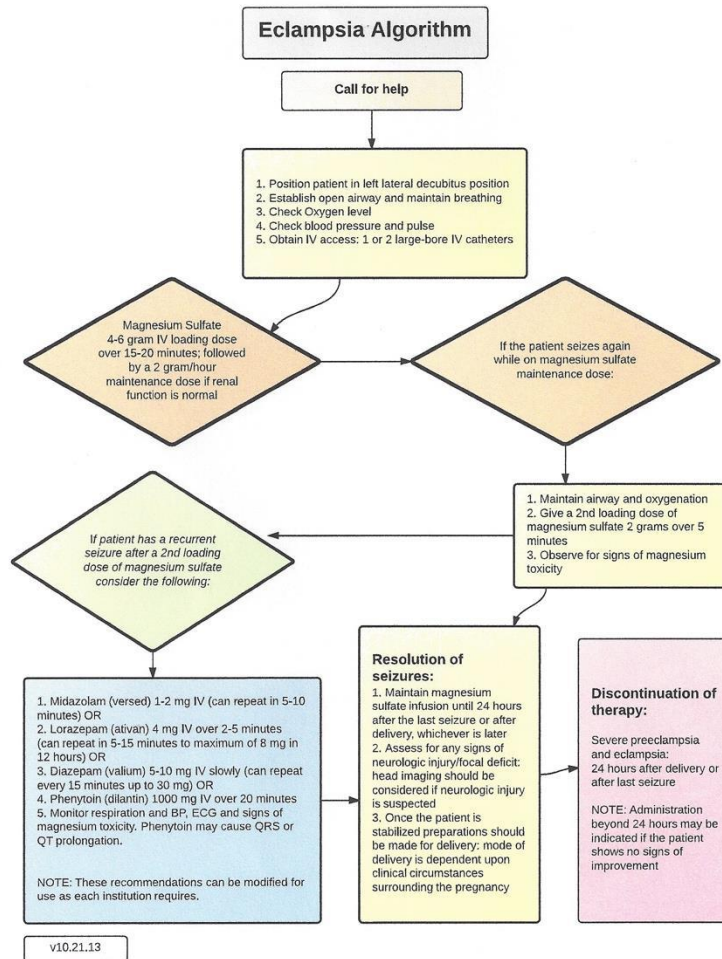 Eclampsia Algorithm
Call for help
1. Position patient in left lateral decubitus position
2. Establish open airway and maintain breathing
3. Check Oxygen level
4. Check blood pressure and pulse
5. Obtain IV access: 1 or 2 large-bore IV catheters
Magnesium Sulfate
4-6 gram IV loading dose
over 15-20 minutes; followed
by a 2 gram/hour
maintenance dose if renal
function is normal
If the patient seizes again
while on magnesium sulfate
maintenance dose:
1. Maintain airway and oxygenation
2. Give a 2nd loading dose of
magnesium sulfate 2 grams over 5
minutes
3. Observe for signs of magnesium
toxicity
If patient has a recurrent
seizure after a 2nd loading
dose of magnesium sulfate
consider the following:
1. Midazolam (versed) 1-2 mg IV (can repeat in 5-10
minutes) OR
2. Lorazepam (ativan) 4 mg IV over 2-5 minutes
(can repeat in 5-15 minutes to maximum of 8 mg in
12 hours) OR
3. Diazepam (valium) 5-10 mg IV slowly (can repeat
every 15 minutes up to 30 mg) OR
4. Phenytoin (dilantin) 1000 mg IV over 20 minutes
5. Monitor respiration and BP, ECG and signs of
magnesium toxicity. Phenytoin may cause QRS or
QT prolongation.
NOTE: These recommendations can be modified for
use as each institution requires.
Resolution of
seizures:
1. Maintain magnesium
sulfate infusion until 24 hours
after the last seizure or after
delivery, whichever is later
2. Assess for any signs of
neurologic injury/focal deficit:
head imaging should be
considered if neurologic injury
is suspected
3. Once the patient is
stabilized preparations should
be made for delivery: mode of
delivery is dependent upon
clinical circumstances
surrounding the pregnancy
Discontinuation of
therapy:
Severe preeclampsia
and eclampsia:
24 hours after delivery or
after last seizure
NOTE: Administration
beyond 24 hours may be
indicated if the patient
shows no signs of
improvement
v10.21.13